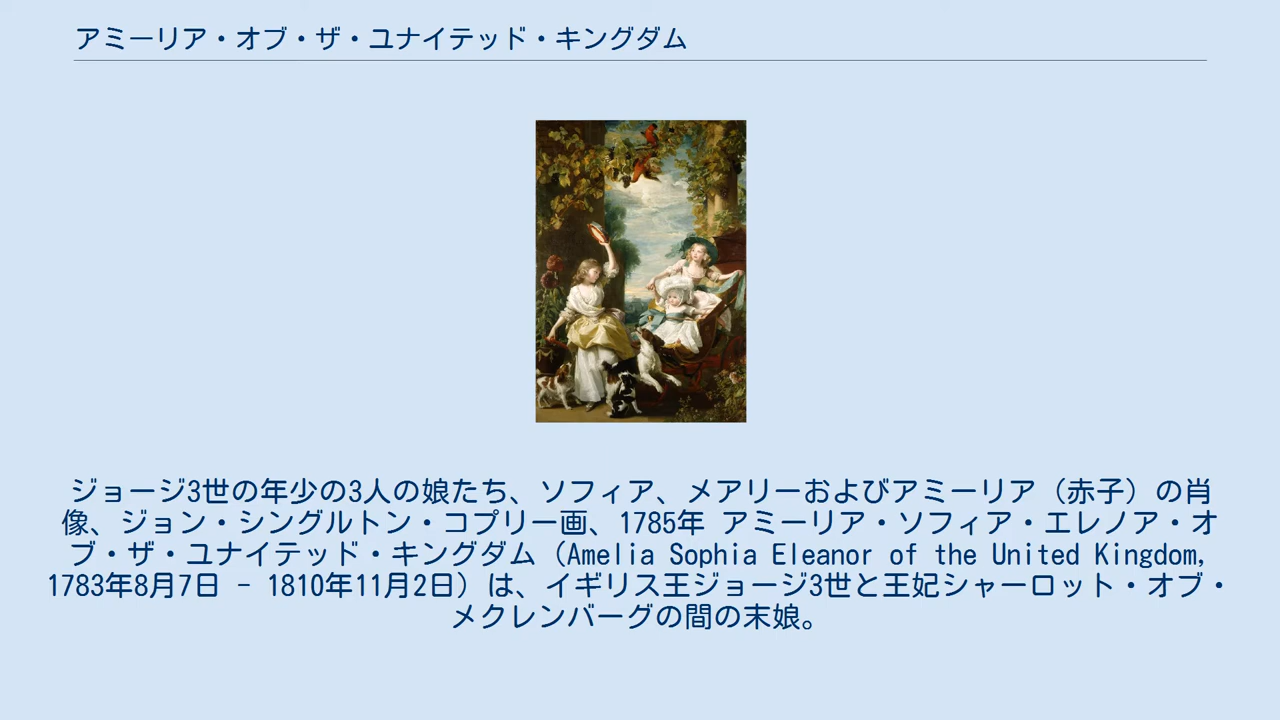 アミーリア・オブ・ザ・ユナイテッド・キングダム
ジョージ3世の年少の3人の娘たち、ソフィア、メアリーおよびアミーリア（赤子）の肖
像、ジョン・シングルトン・コプリー画、1785年 アミーリア・ソフィア・エレノア・オ
ブ・ザ・ユナイテッド・キングダム（Amelia Sophia Eleanor of the United Kingdom,
1783年8月7日 - 1810年11月2日）は、イギリス王ジョージ3世と王妃シャーロット・オブ・
メクレンバーグの間の末娘。